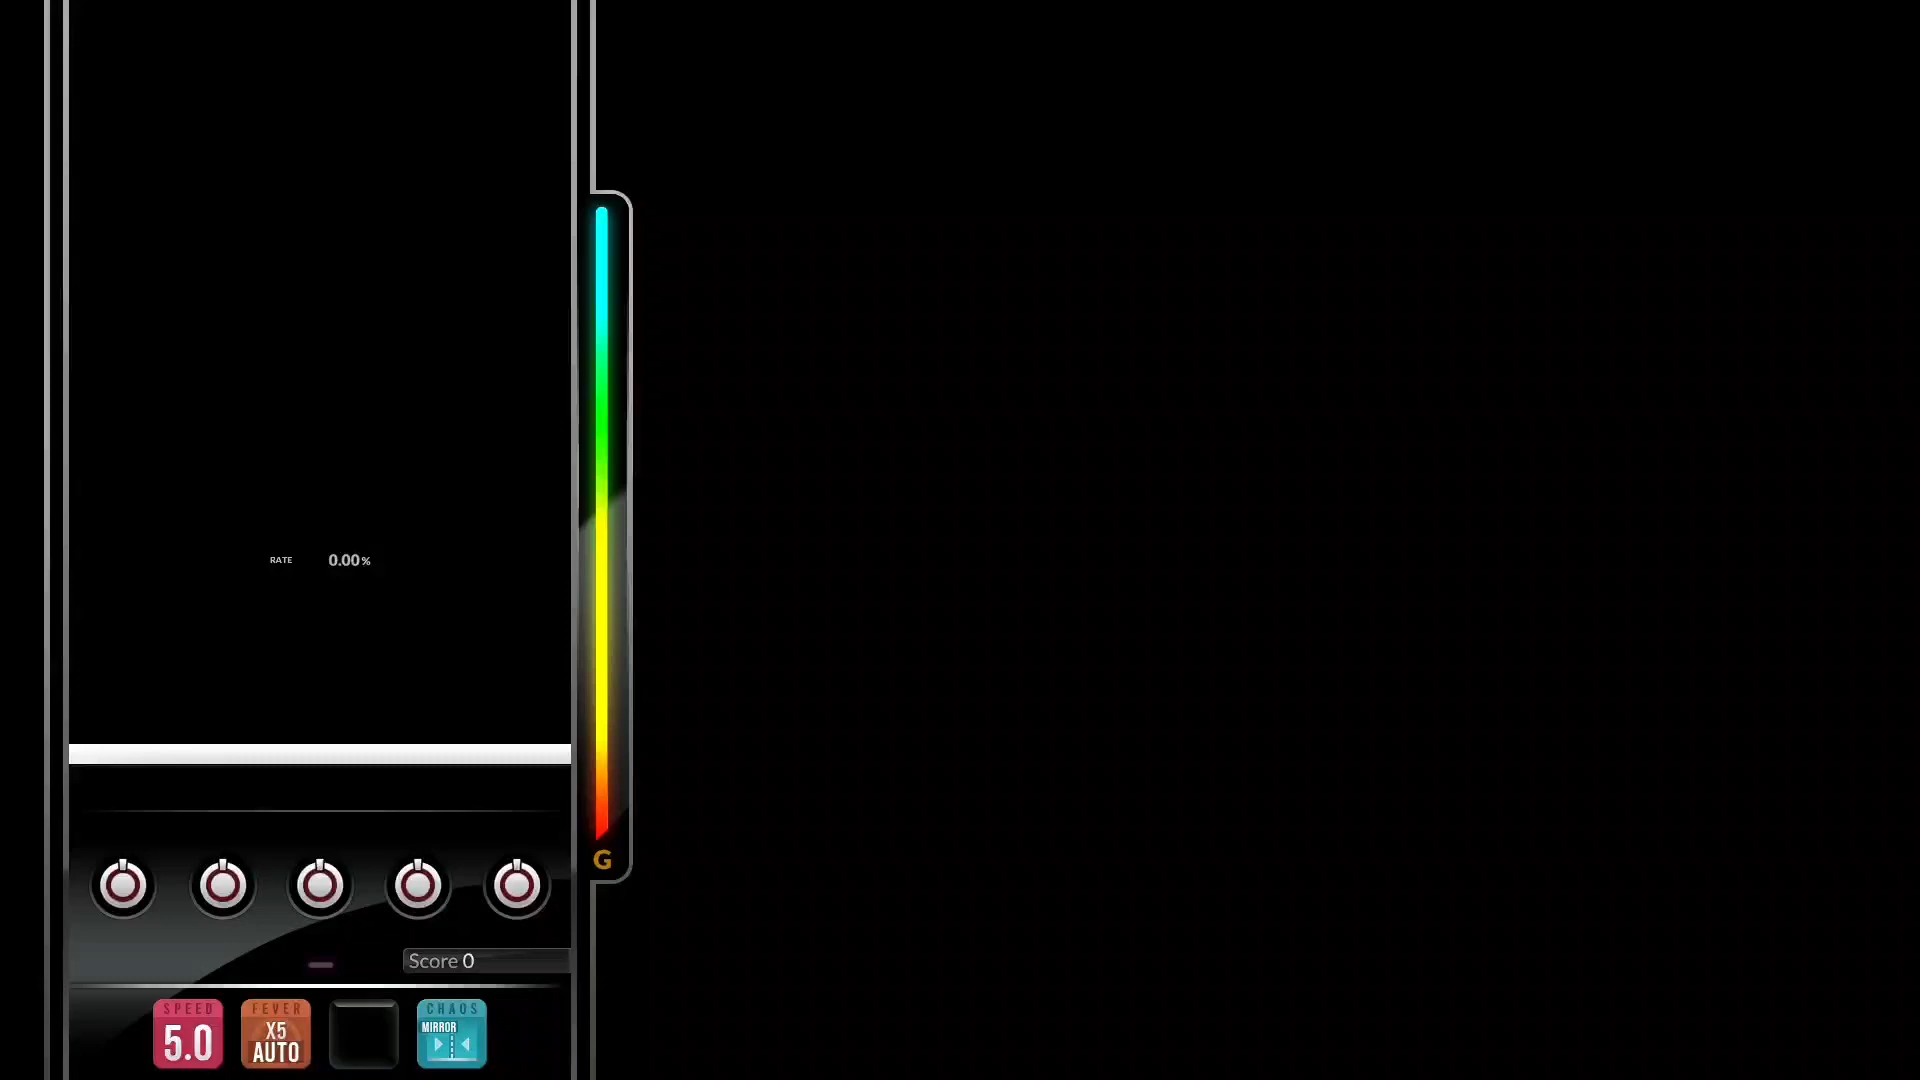 RATE 0.00%
G
Score 0
SPEED
5.0
FEVER
X5
AUTO
CHAOS
MIRROR